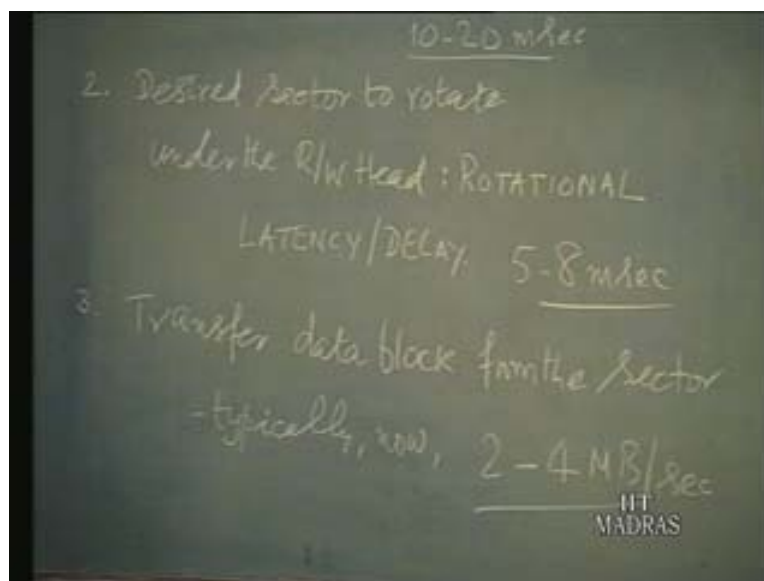 10-20 msec
2. Desired sector to rotate
under the R/W Head : ROTATIONAL
LATENCY/DELAY. 5-8 msec
3. Transfer data block from the sector
- typically, now, 2-4 MB/sec
IIT
MADRAS